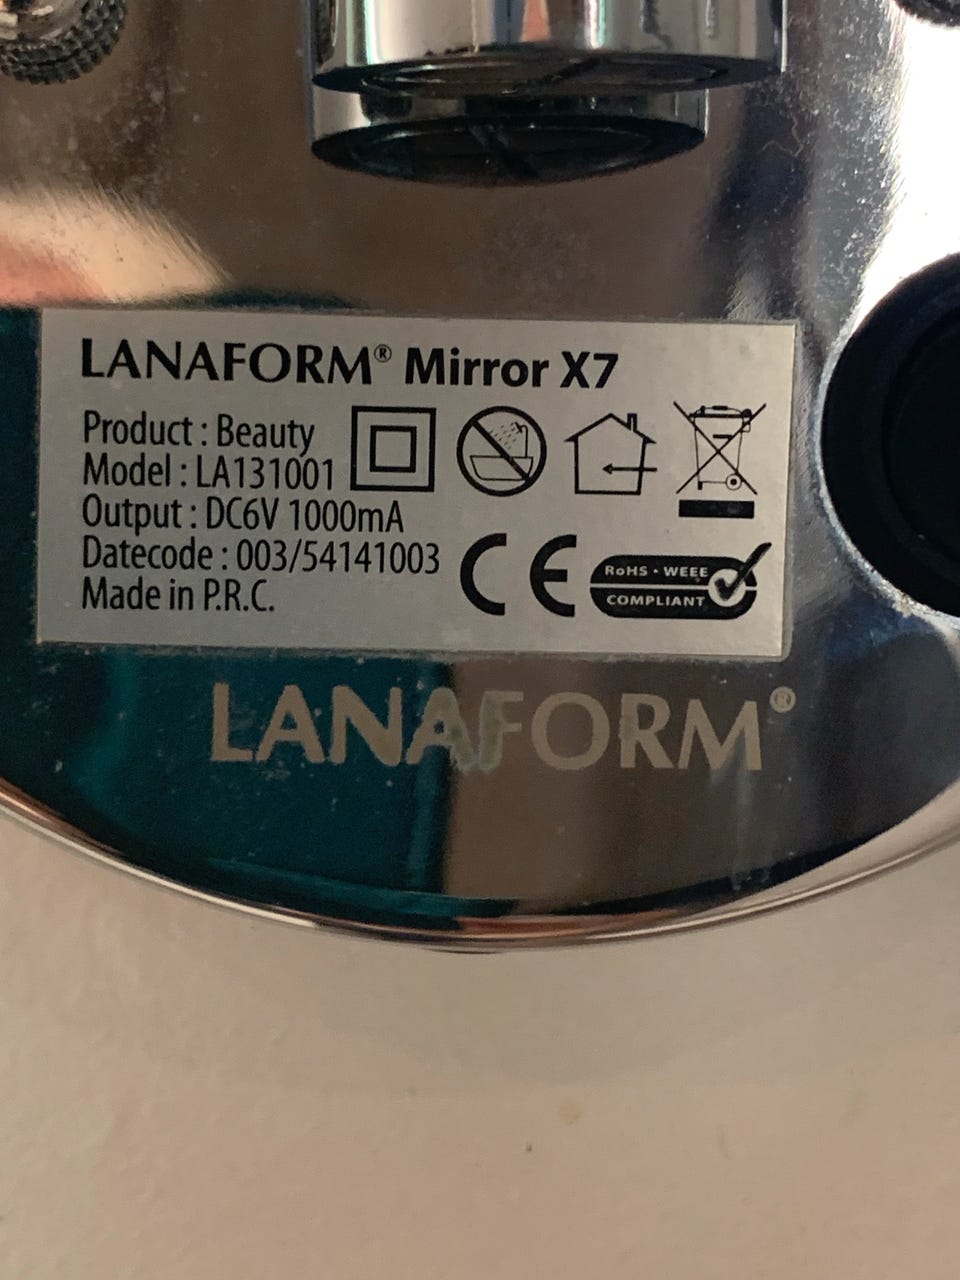 LANAFORM® Mirror X7
Product : Beauty
Model : LA131001
Output : DC6V 1000mA
Datecode : 003/54141003
Made in P.R.C.
CE
RoHS · WEEE
COMPLIANT
LANAFORM®